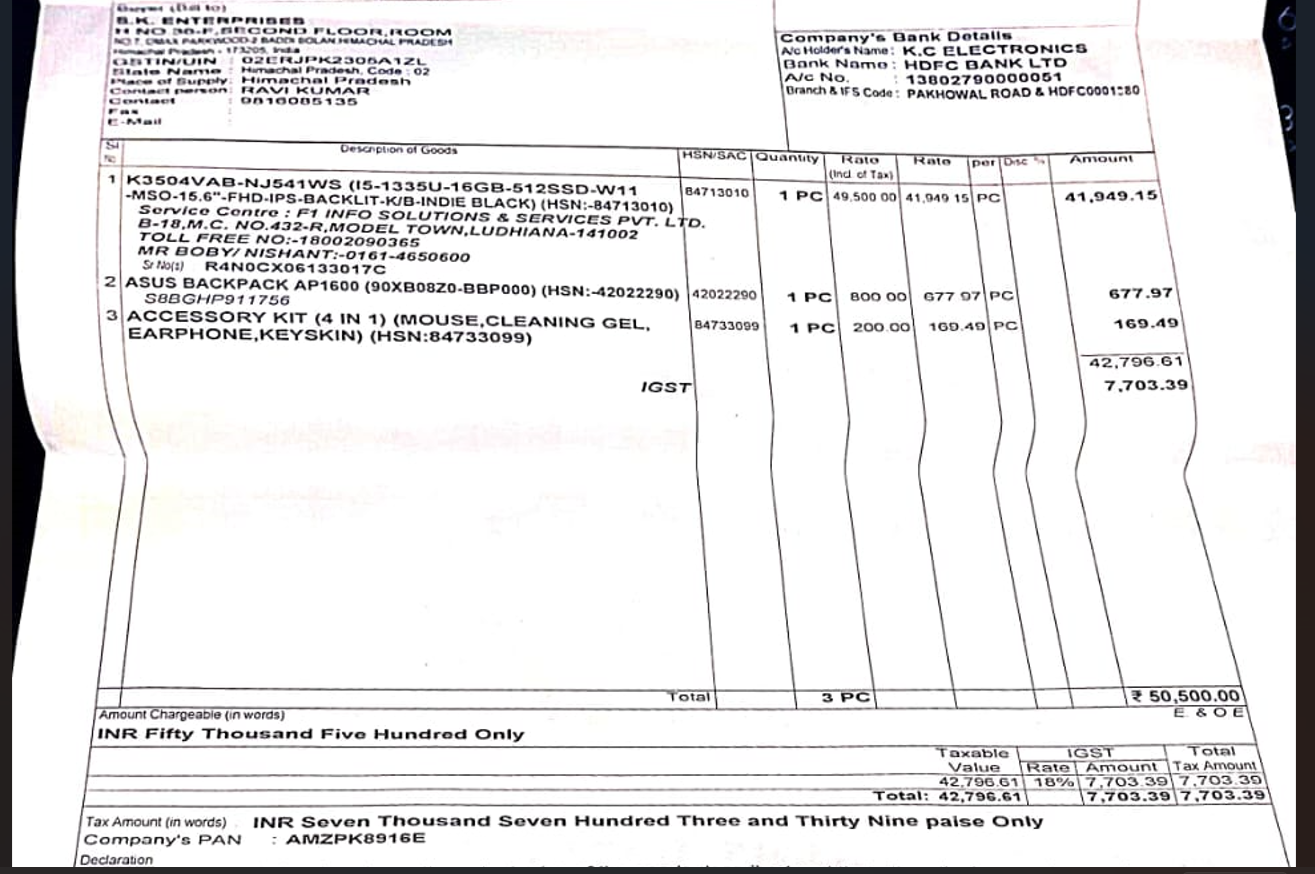 Buyer (Bill to)
S.K. ENTERPRISES
H NO 36-F,SECOND FLOOR,ROOM
NO 7, OMAX PARKWOOD-2 BADDI SOLAN HIMACHAL PRADESH
Himachal Pradesh - 173205, India
GSTIN/UIN : 02ERJPK2305A1ZL
State Name : Himachal Pradesh, Code : 02
Place of Supply : Himachal Pradesh
Contact person : RAVI KUMAR
Contact : 9816085135
Fax :
E-Mail :
Company's Bank Details
A/c Holder's Name : K.C ELECTRONICS
Bank Name : HDFC BANK LTD
A/c No. : 13802790000051
Branch & IFS Code : PAKHOWAL ROAD &
Sl No. Description of Goods HSN/SAC Quantity Rate (Incl. of Tax) Rate per Disc % Amount
1 K3504VAB-NJ541WS (I5-1335U-16GB-512SSD-W11 84713010 1 PC 49,500.00 41,949.15 PC 41,949.15
-MSO-15.6"-FHD-IPS-BACKLIT-K/B-INDIE BLACK) (HSN:-84713010)
Service Centre : F1 INFO SOLUTIONS & SERVICES PVT. LTD.
B-18,M.C. NO.432-R,MODEL TOWN,LUDHIANA-141002
TOLL FREE NO:-18002090365
MR BOBY/ NISHANT:-0161-4650600
Sr No(s) R4N0CX06133017C
2 ASUS BACKPACK AP1600 (90XB08Z0-BBP000) (HSN:-42022290) 42022290 1 PC 800.00 677.97 PC 677.97
S8BGHP911756
3 ACCESSORY KIT (4 IN 1) (MOUSE,CLEANING GEL, 84733099 1 PC 200.00 169.49 PC 169.49
EARPHONE,KEYSKIN) (HSN:84733099)
42,796.61
IGST 7,703.39
Total 3 PC ₹ 50,500.00
Amount Chargeable (in words) E. & O E
INR Fifty Thousand Five Hundred Only
Taxable Value IGST Total
Rate Amount Tax Amount
42,796.61 18% 7,703.39 7,703.39
Total: 42,796.61 7,703.39 7,703.39
Tax Amount (in words) : INR Seven Thousand Seven Hundred Three and Thirty Nine paise Only
Company's PAN : AMZPK8916E
Declaration